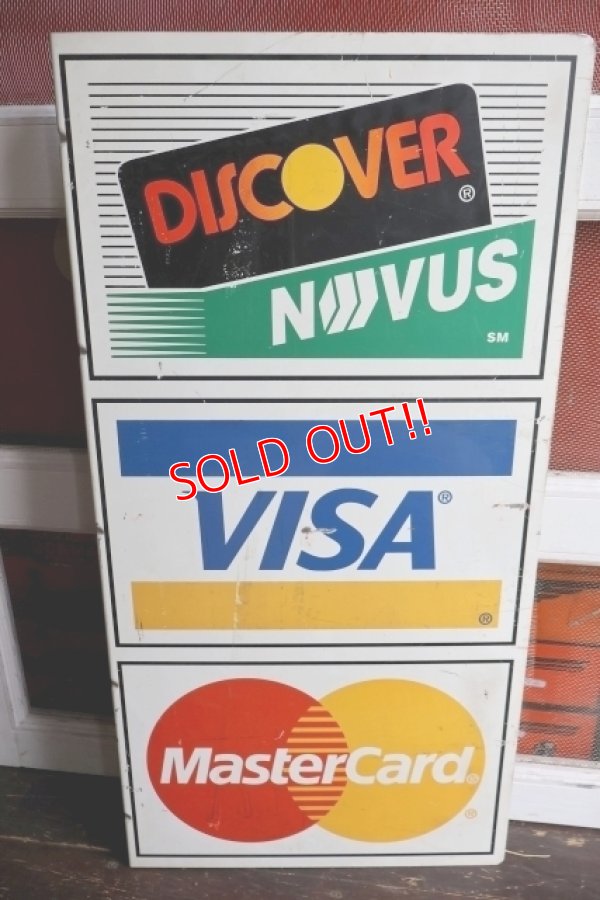 DISCOVER®
NOVUS
SM
SOLD OUT!!
VISA®
®
MasterCard®
®